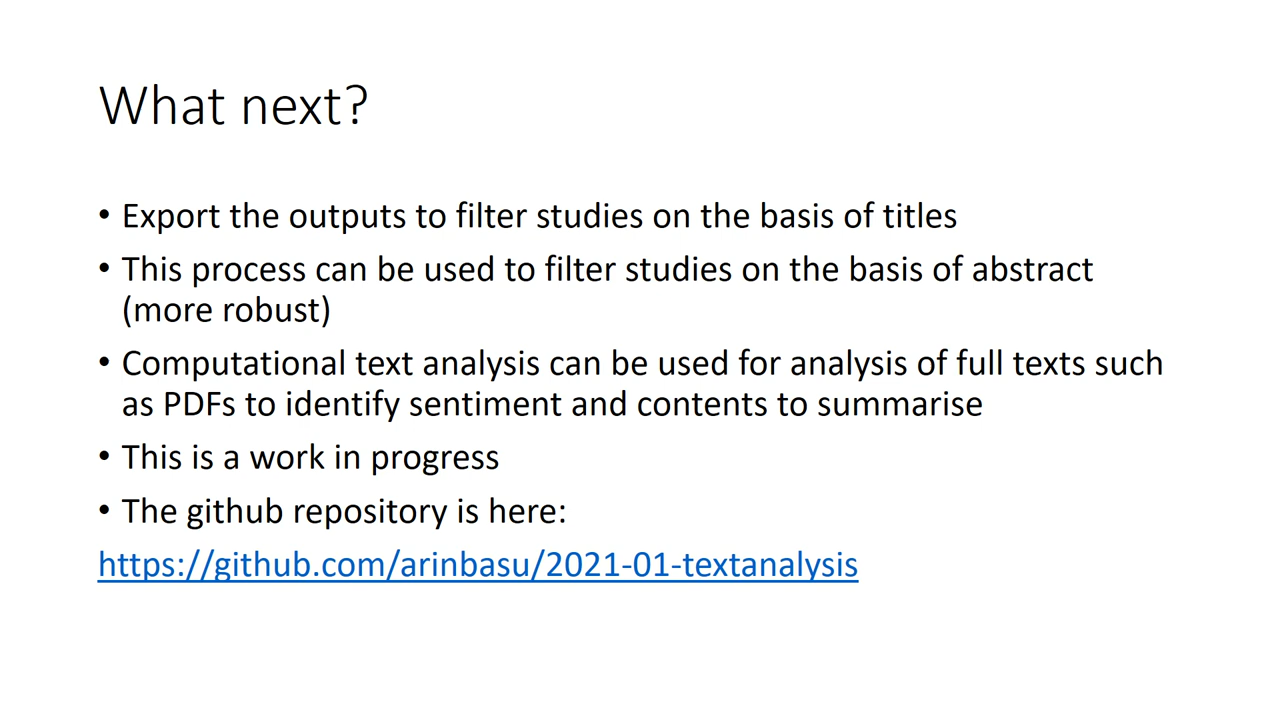 What next?
• Export the outputs to filter studies on the basis of titles
• This process can be used to filter studies on the basis of abstract
(more robust)
• Computational text analysis can be used for analysis of full texts such
as PDFs to identify sentiment and contents to summarise
• This is a work in progress
• The github repository is here:
https://github.com/arinbasu/2021-01-textanalysis